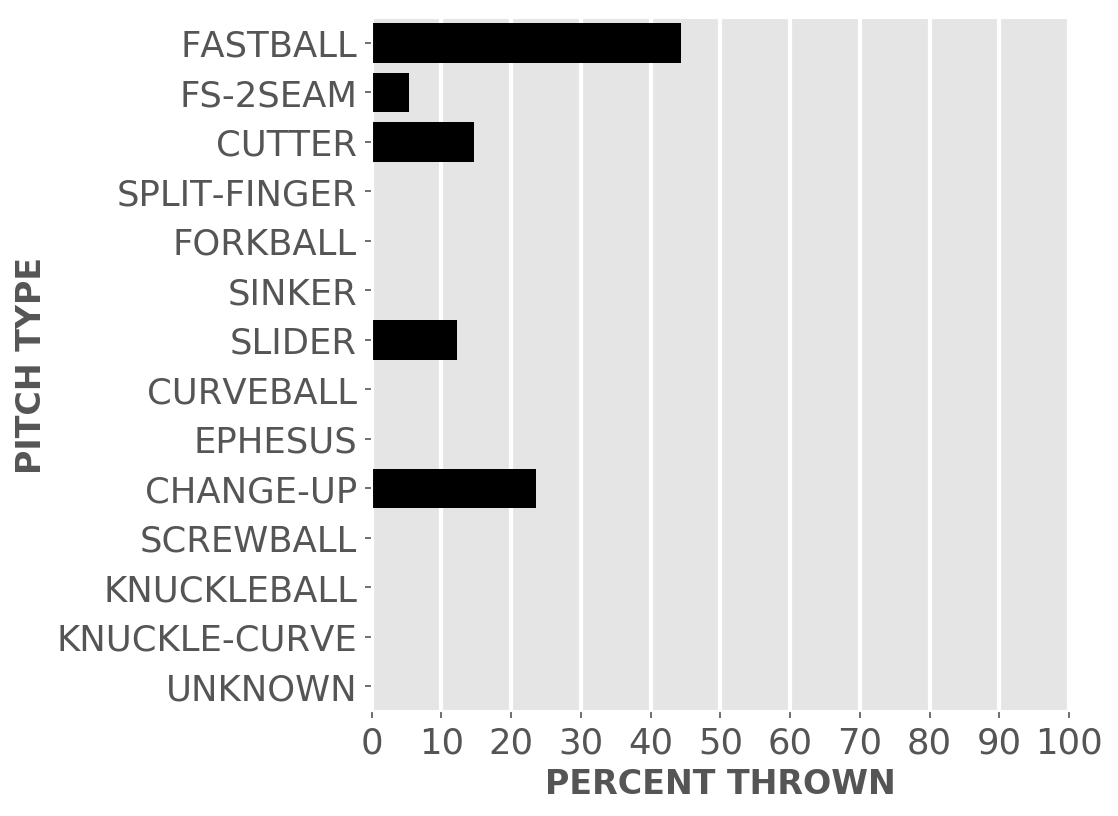 FASTBALL
FS-2SEAM
CUTTER
SPLIT-FINGER
FORKBALL
SINKER
SLIDER
CURVEBALL
EPHESUS
CHANGE-UP
SCREWBALL
KNUCKLEBALL
KNUCKLE-CURVE
UNKNOWN
PITCH TYPE
0 10 20 30 40 50 60 70 80 90 100
PERCENT THROWN